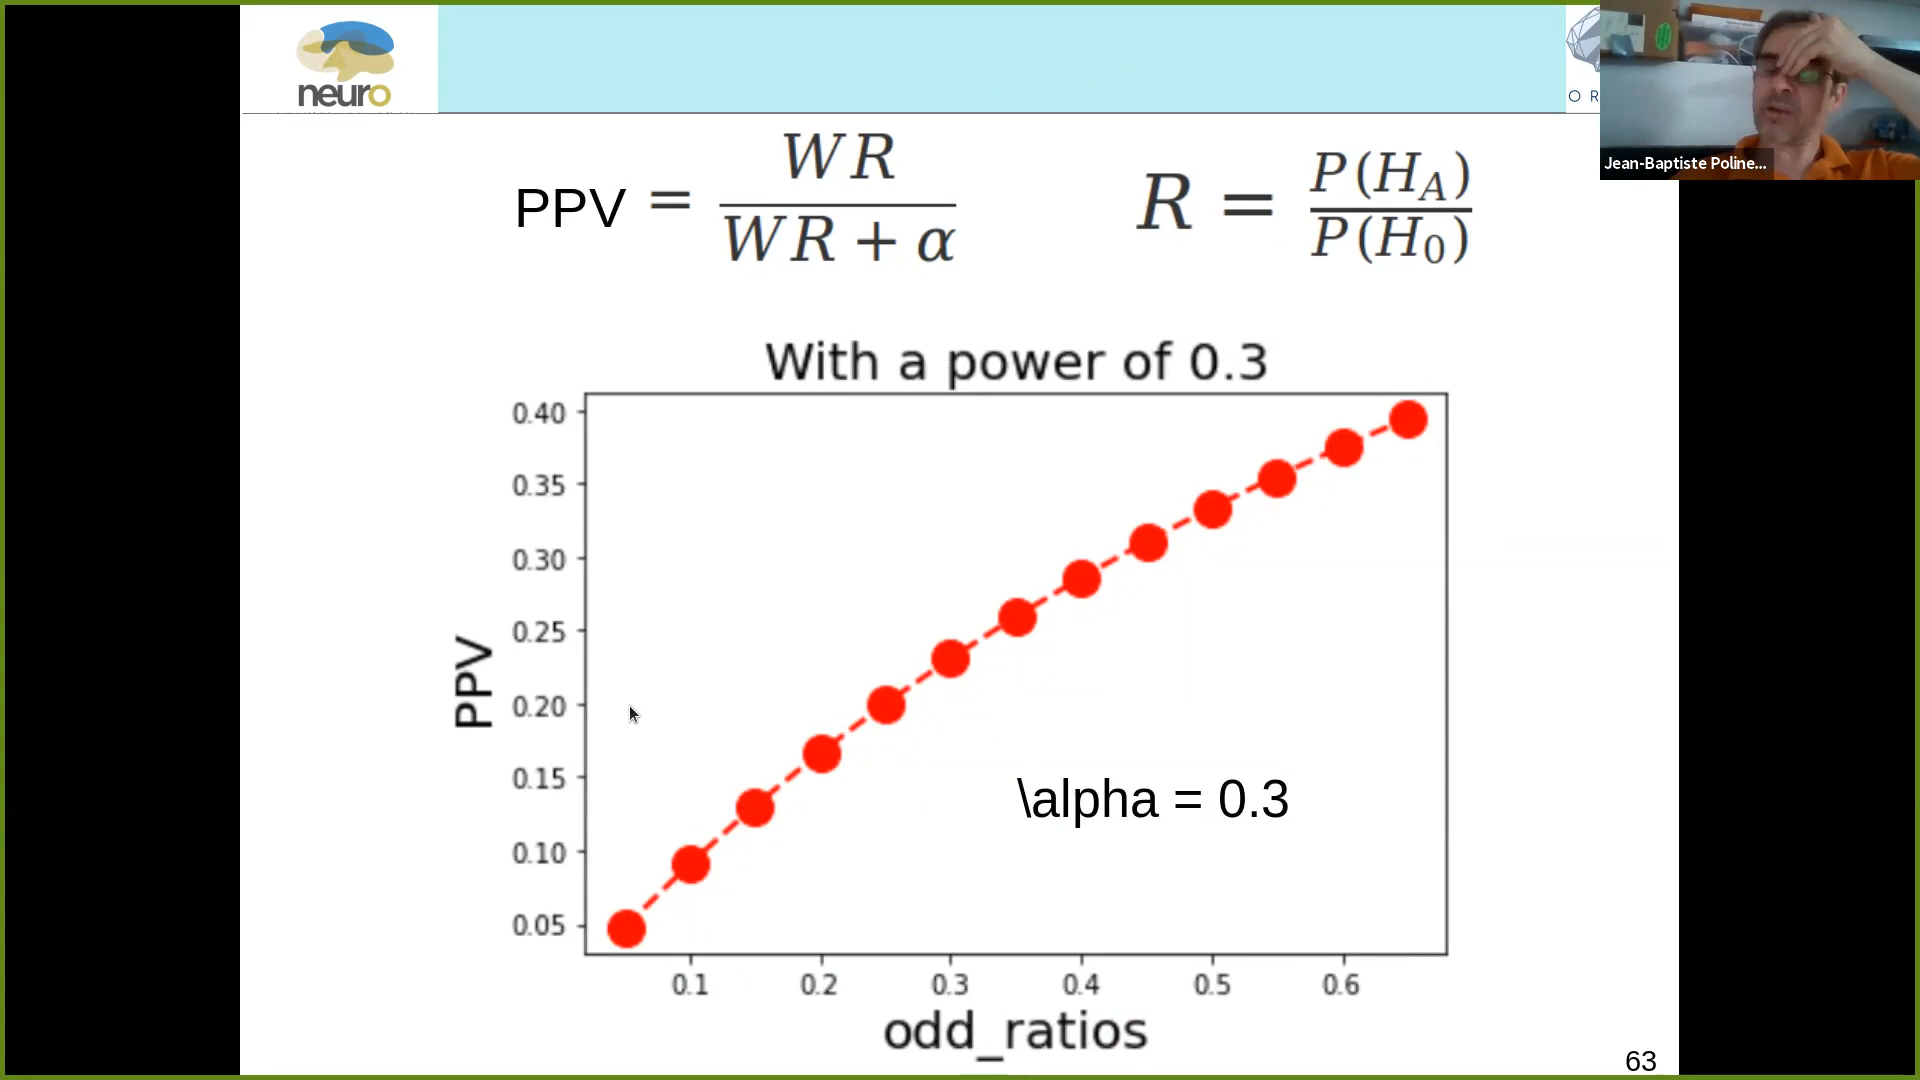 neuro
O R
Jean-Baptiste Poline...
PPV = WR / WR + α
R = P(H_A) / P(H_0)
With a power of 0.3
0.40
0.35
0.30
0.25
0.20
0.15
0.10
0.05
PPV
\alpha = 0.3
0.1 0.2 0.3 0.4 0.5 0.6
odd_ratios
63